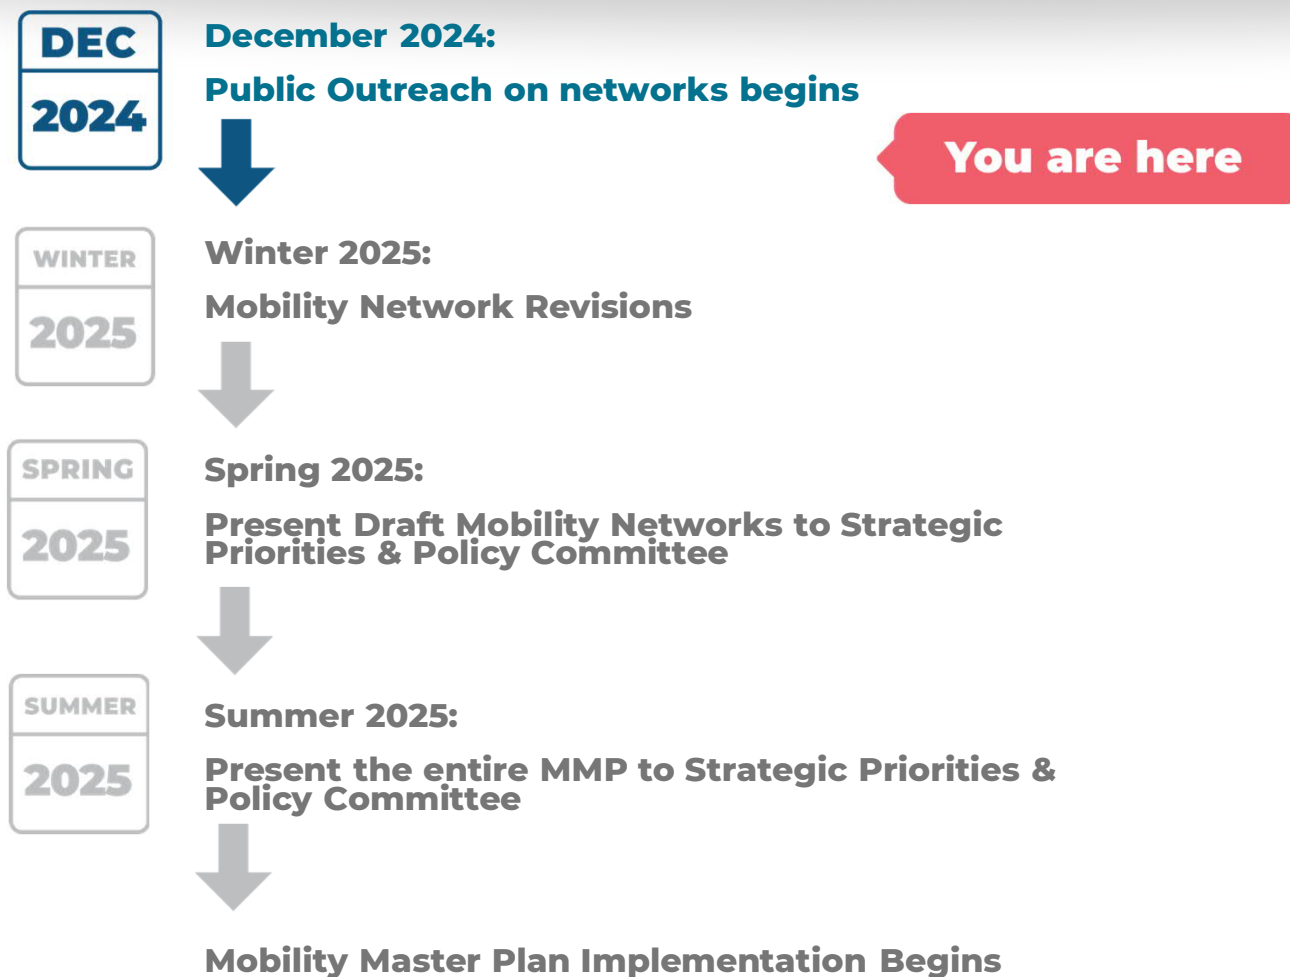 DEC
2024
December 2024:
Public Outreach on networks begins
You are here
WINTER
2025
Winter 2025:
Mobility Network Revisions
SPRING
2025
Spring 2025:
Present Draft Mobility Networks to Strategic
Priorities & Policy Committee
SUMMER
2025
Summer 2025:
Present the entire MMP to Strategic Priorities &
Policy Committee
Mobility Master Plan Implementation Begins